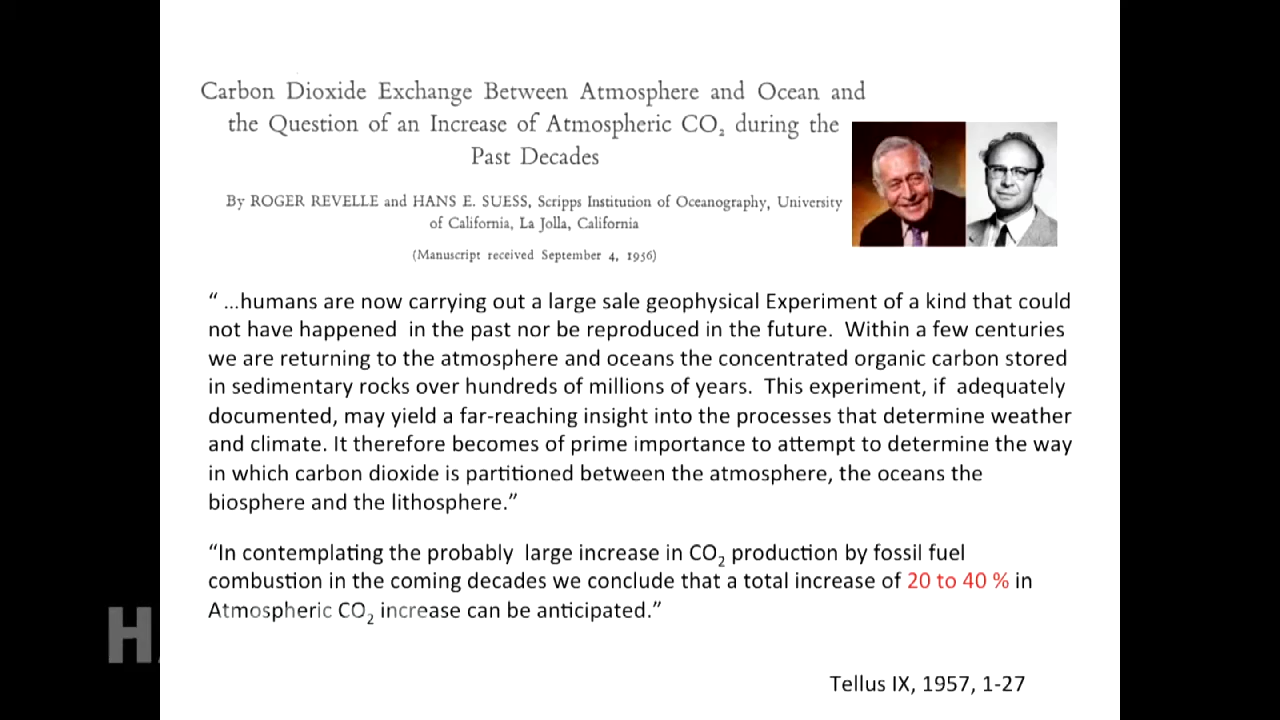 Carbon Dioxide Exchange Between Atmosphere and Ocean and
the Question of an Increase of Atmospheric CO₂ during the
Past Decades
By ROGER REVELLE and HANS E. SUESS, Scripps Institution of Oceanography, University
of California, La Jolla, California
(Manuscript received September 4, 1956)
“ ...humans are now carrying out a large sale geophysical Experiment of a kind that could
not have happened in the past nor be reproduced in the future. Within a few centuries
we are returning to the atmosphere and oceans the concentrated organic carbon stored
in sedimentary rocks over hundreds of millions of years. This experiment, if adequately
documented, may yield a far-reaching insight into the processes that determine weather
and climate. It therefore becomes of prime importance to attempt to determine the way
in which carbon dioxide is partitioned between the atmosphere, the oceans the
biosphere and the lithosphere.”
“In contemplating the probably large increase in CO₂ production by fossil fuel
combustion in the coming decades we conclude that a total increase of 20 to 40 % in
Atmospheric CO₂ increase can be anticipated.”
Tellus IX, 1957, 1-27